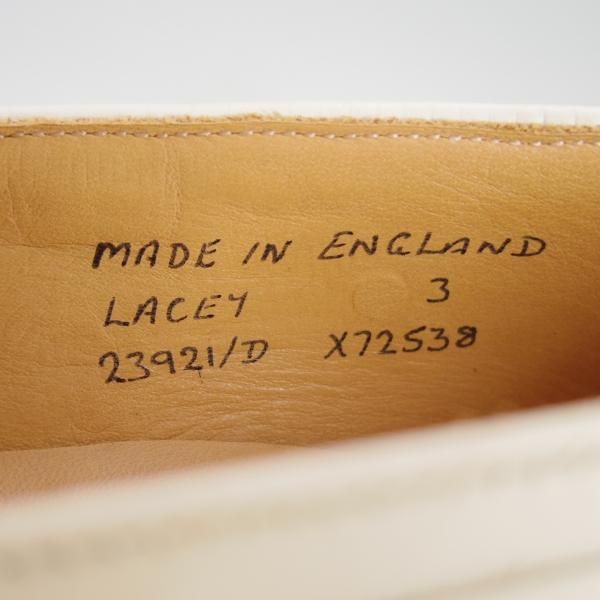 MADE IN ENGLAND
LACEY 3
23921/D X72538